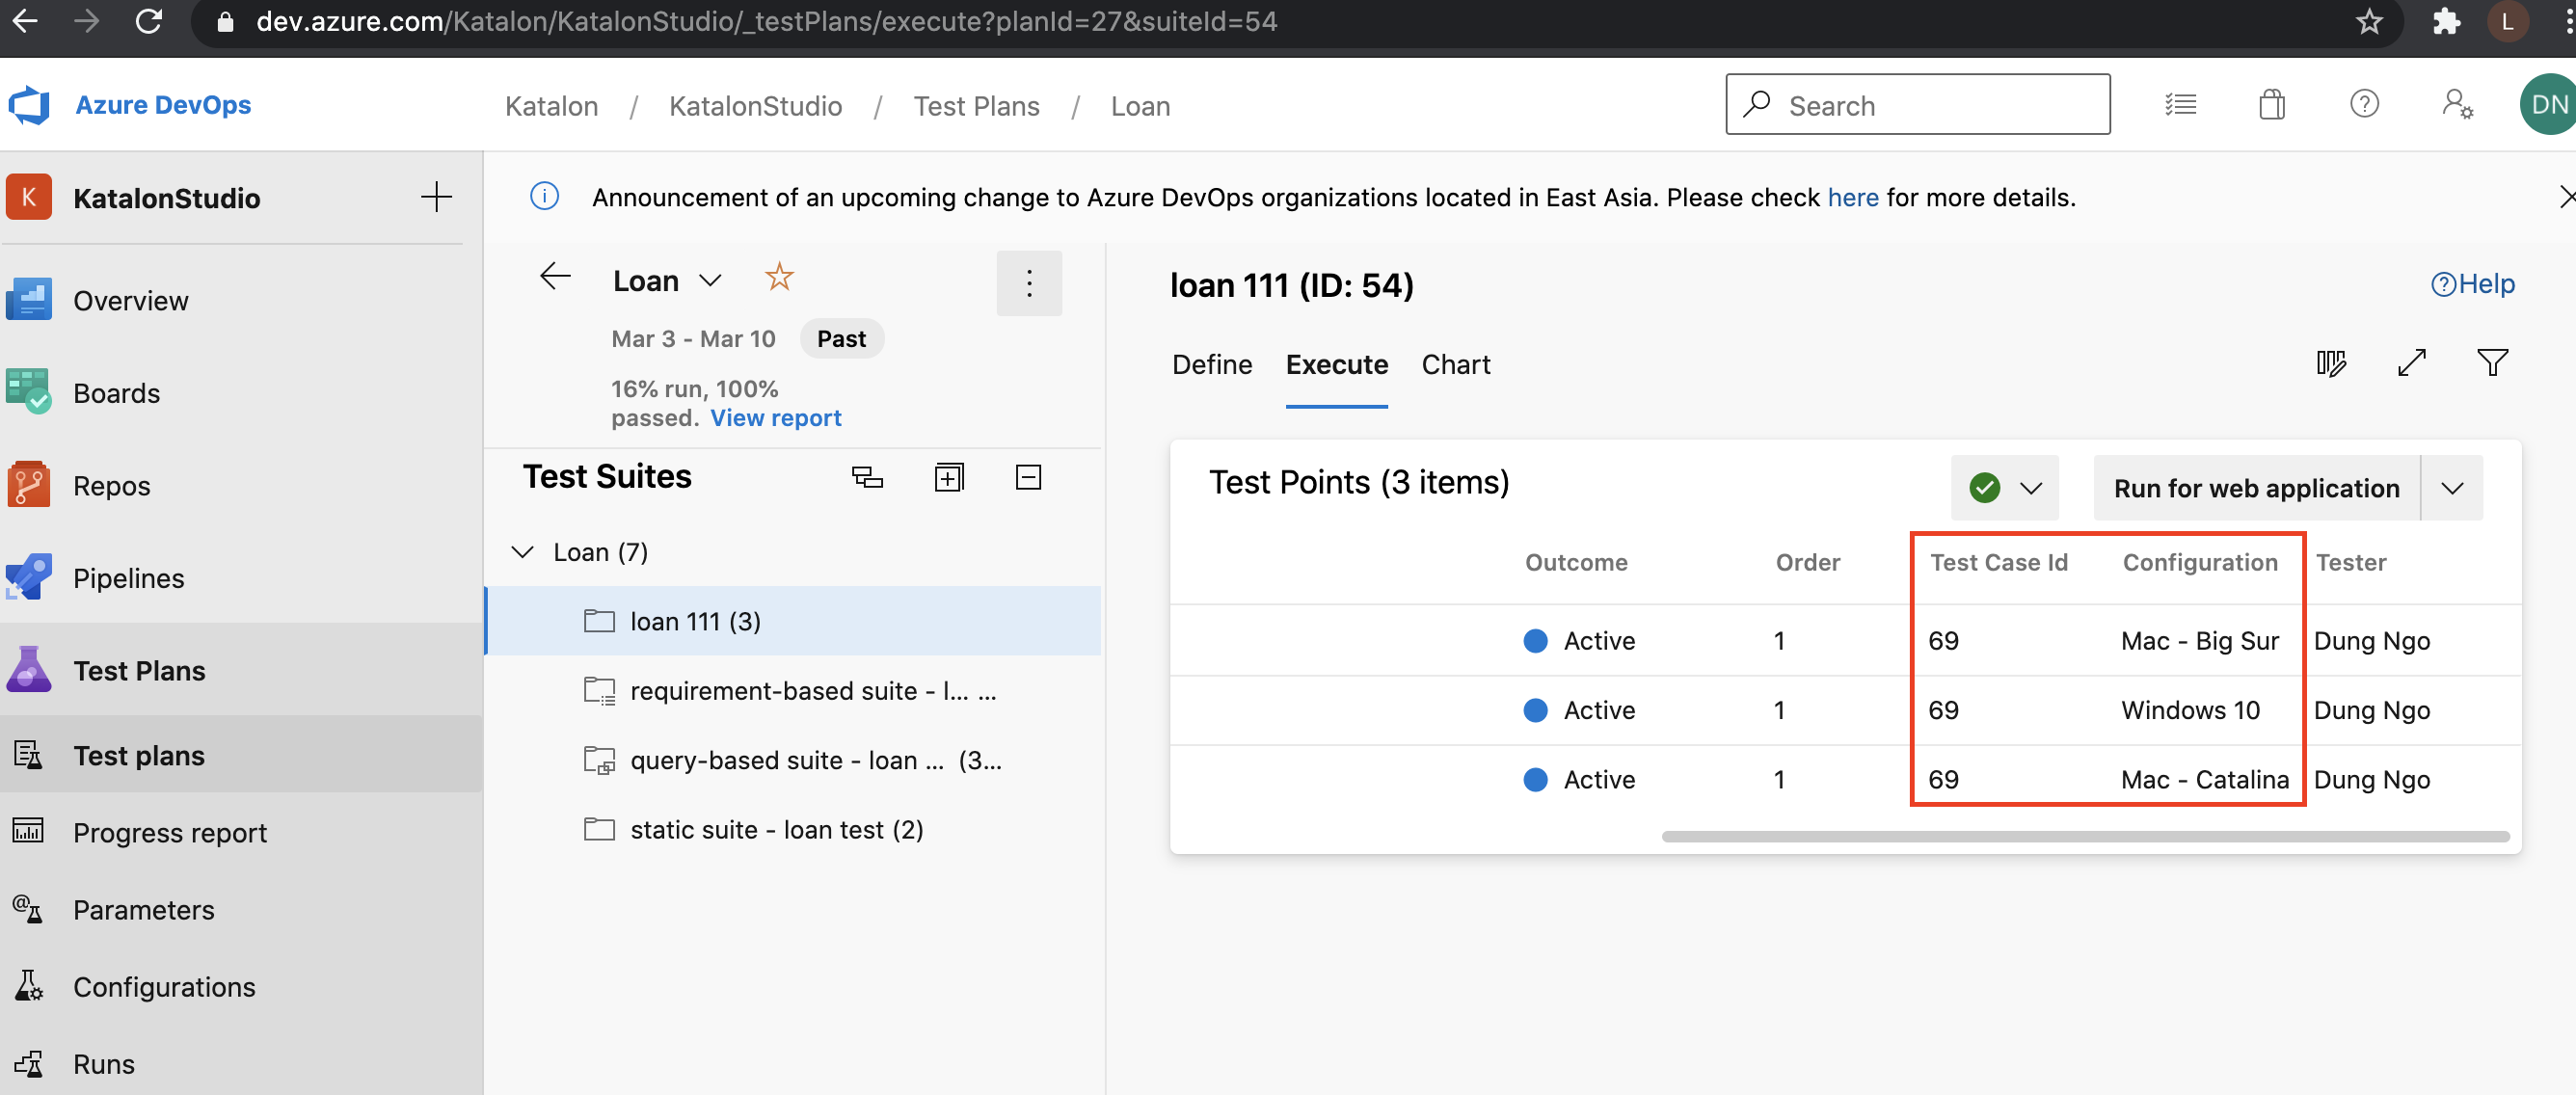 dev.azure.com/Katalon/KatalonStudio/_testPlans/execute?planId=27&suiteId=54
L
Azure DevOps
Katalon / KatalonStudio / Test Plans / Loan
Search
DN
K KatalonStudio
Announcement of an upcoming change to Azure DevOps organizations located in East Asia. Please check here for more details.
Overview
Boards
Repos
Pipelines
Test Plans
Test plans
Progress report
Parameters
Configurations
Runs
Loan
Mar 3 - Mar 10 Past
16% run, 100%
passed. View report
Test Suites
Loan (7)
loan 111 (3)
requirement-based suite - l... ...
query-based suite - loan ... (3...
static suite - loan test (2)
loan 111 (ID: 54)
Help
Define Execute Chart
Test Points (3 items)
Run for web application
Outcome Order Test Case Id Configuration Tester
Active 1 69 Mac - Big Sur Dung Ngo
Active 1 69 Windows 10 Dung Ngo
Active 1 69 Mac - Catalina Dung Ngo